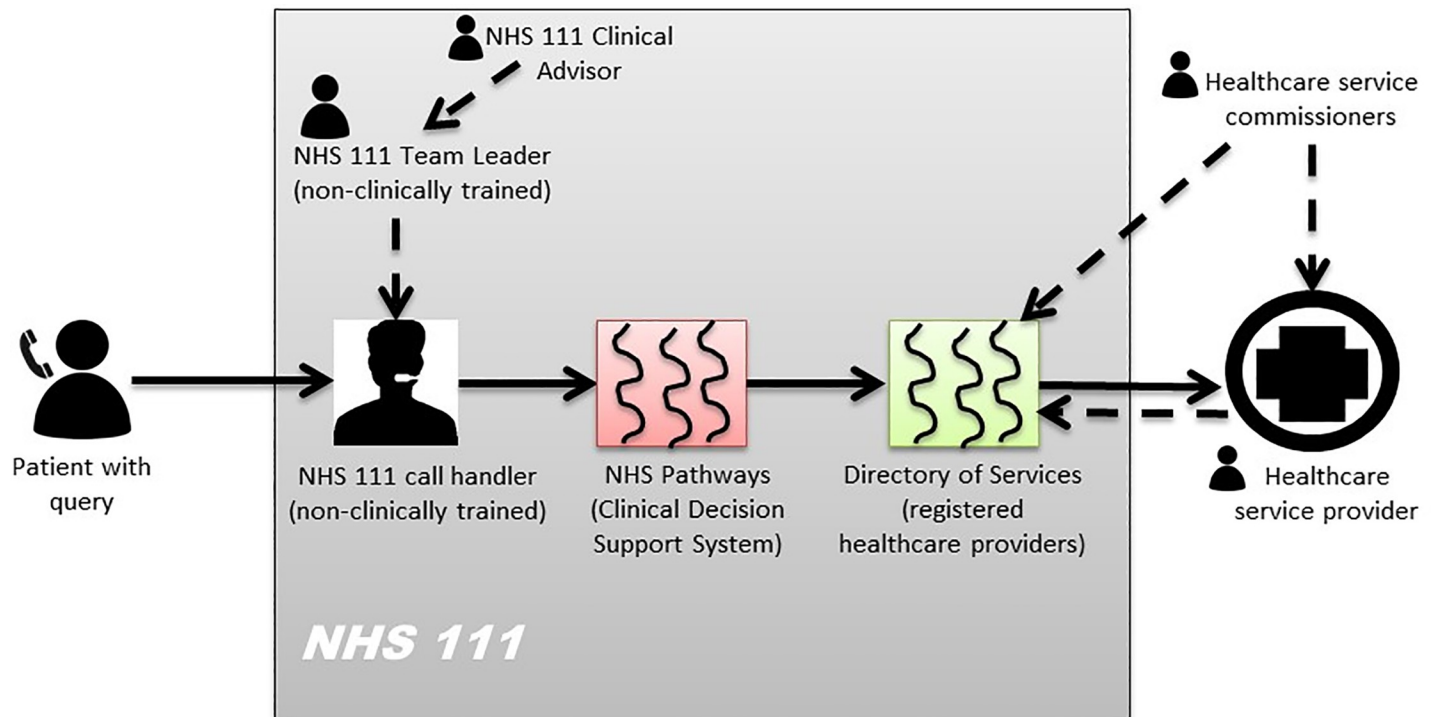 NHS 111 Clinical
Advisor
NHS 111 Team Leader
(non-clinically trained)
Healthcare service
commissioners
Patient with
query
NHS 111 call handler
(non-clinically trained)
NHS Pathways
(Clinical Decision
Support System)
Directory of Services
(registered
healthcare providers)
Healthcare
service provider
NHS 111